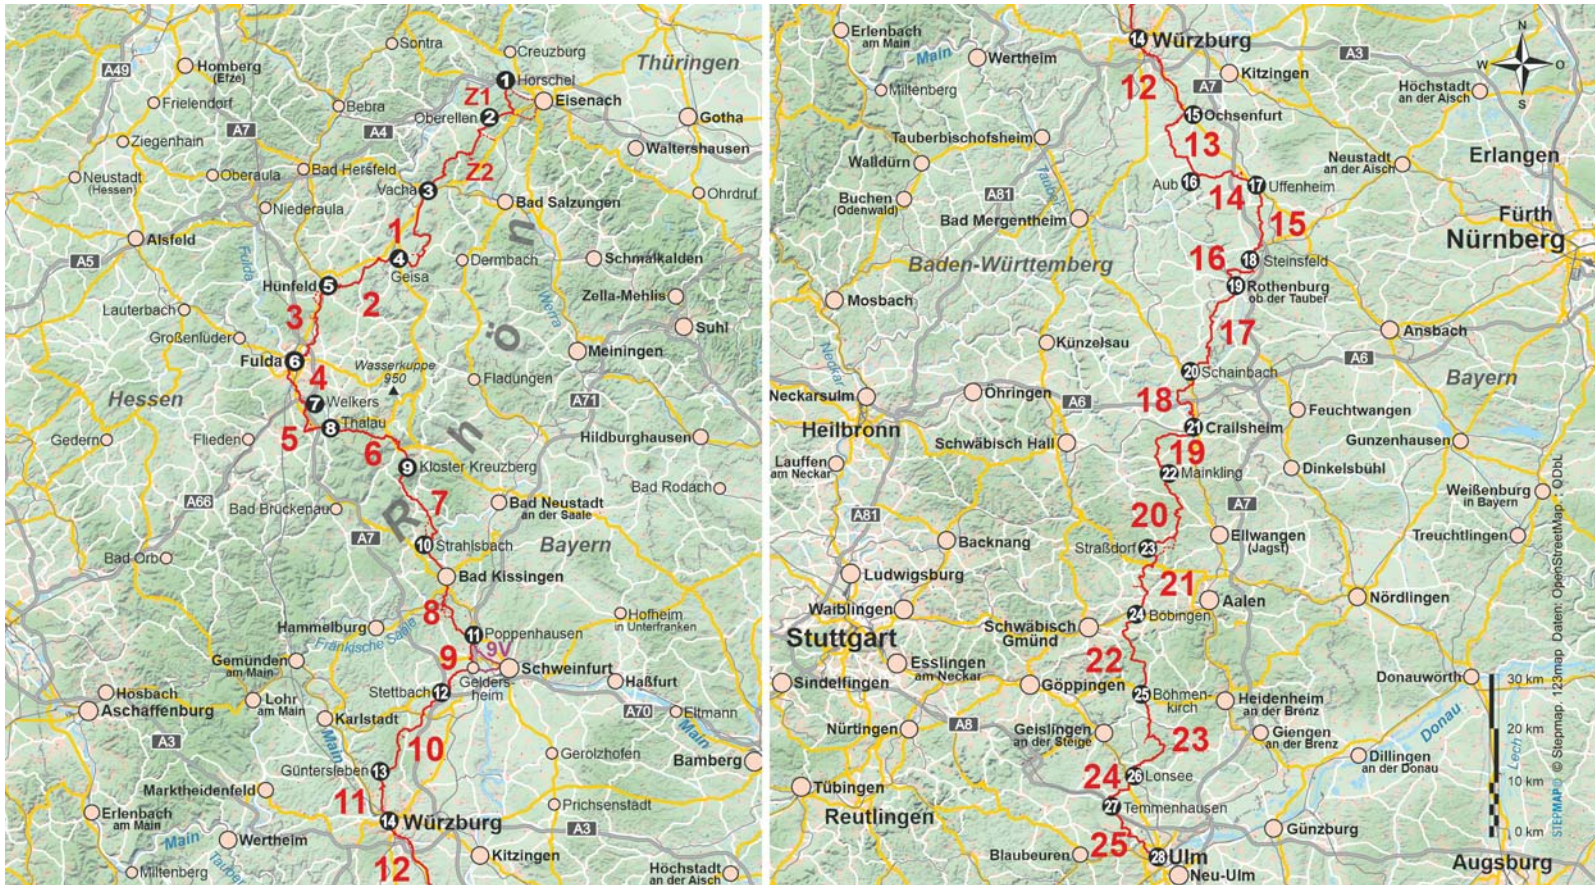 Sontra
Creuzburg
Thüringen
A49
Homberg
(Efze)
1
Hörschel
Z1
Eisenach
Frielendorf
Bebra
2
Oberellen
Gotha
A7
A4
Ziegenhain
Waltershausen
Neustadt
(Hessen)
Oberaula
Bad Hersfeld
Z2
Vacha
3
Ohrdruf
Niederaula
Bad Salzungen
Alsfeld
1
n
Fulda
4
Geisa
Dermbach
Schmalkalden
A5
Hünfeld
5
2
Werra
Zella-Mehlis
Lauterbach
3
Suhl
Großenlüder
ö
Fulda
6
Wasserkuppe
950
Meiningen
4
Fladungen
Hessen
7
Welkers
A71
8
Thalau
h
Gedern
Flieden
5
6
Hildburghausen
9
Kloster Kreuzberg
Bad Rodach
A66
7
Bad Neustadt
an der Saale
Bad Brückenau
R
A7
10
Strahlsbach
Bayern
Bad Orb
Bad Kissingen
8
Hofheim
in Unterfranken
Hammelburg
Fränkische Saale
11
Poppenhausen
9V
9
Gemünden
am Main
Schweinfurt
Gelders-
heim
Haßfurt
Stettbach
12
Hösbach
Aschaffenburg
Lohr
am Main
Karlstadt
A70
Eltmann
Main
A3
Main
10
Gerolzhofen
Bamberg
Güntersleben
13
Marktheidenfeld
11
Prichsenstadt
Erlenbach
am Main
14
Würzburg
A3
Main
Wertheim
Tauber
Kitzingen
Miltenberg
12
Höchstadt
an der Aisch
Erlenbach
am Main
14
Würzburg
A3
N
W
O
S
Main
Wertheim
12
A7
Kitzingen
Miltenberg
Höchstadt
an der Aisch
15
Ochsenfurt
Tauberbischofsheim
13
Walldürn
Neustadt
an der Aisch
Erlangen
Tauber
Aub
16
17
Uffenheim
14
Buchen
(Odenwald)
A81
Bad Mergentheim
15
Fürth
Nürnberg
16
18
Steinsfeld
Baden-Württemberg
19
Rothenburg
ob der Tauber
Mosbach
17
Ansbach
Künzelsau
Neckar
20
Schainbach
A6
Bayern
Neckarsulm
Öhringen
A6
18
Feuchtwangen
Heilbronn
21
Crailsheim
Schwäbisch Hall
Gunzenhausen
19
Lauffen
am Neckar
22
Mainkling
Dinkelsbühl
Weißenburg
in Bayern
A7
A81
20
Backnang
Straßdorf
23
Ellwangen
(Jagst)
Treuchtlingen
Ludwigsburg
21
Waiblingen
Aalen
Nördlingen
24
Böbingen
Stuttgart
Schwäbisch
Gmünd
22
Esslingen
am Neckar
Sindelfingen
Göppingen
25
Böhmen-
kirch
Heidenheim
an der Brenz
Donauwörth
30 km
Nürtingen
A8
Geislingen
an der Steige
23
Giengen
an der Brenz
Donau
20 km
Lech
Dillingen
an der Donau
24
26
Lonsee
10 km
Tübingen
27
Temmenhausen
Reutlingen
25
Günzburg
0 km
Blaubeuren
28
Ulm
Neu-Ulm
Augsburg
STEPMAP © Stepmap, 123map Daten: OpenStreetMap, ODbL